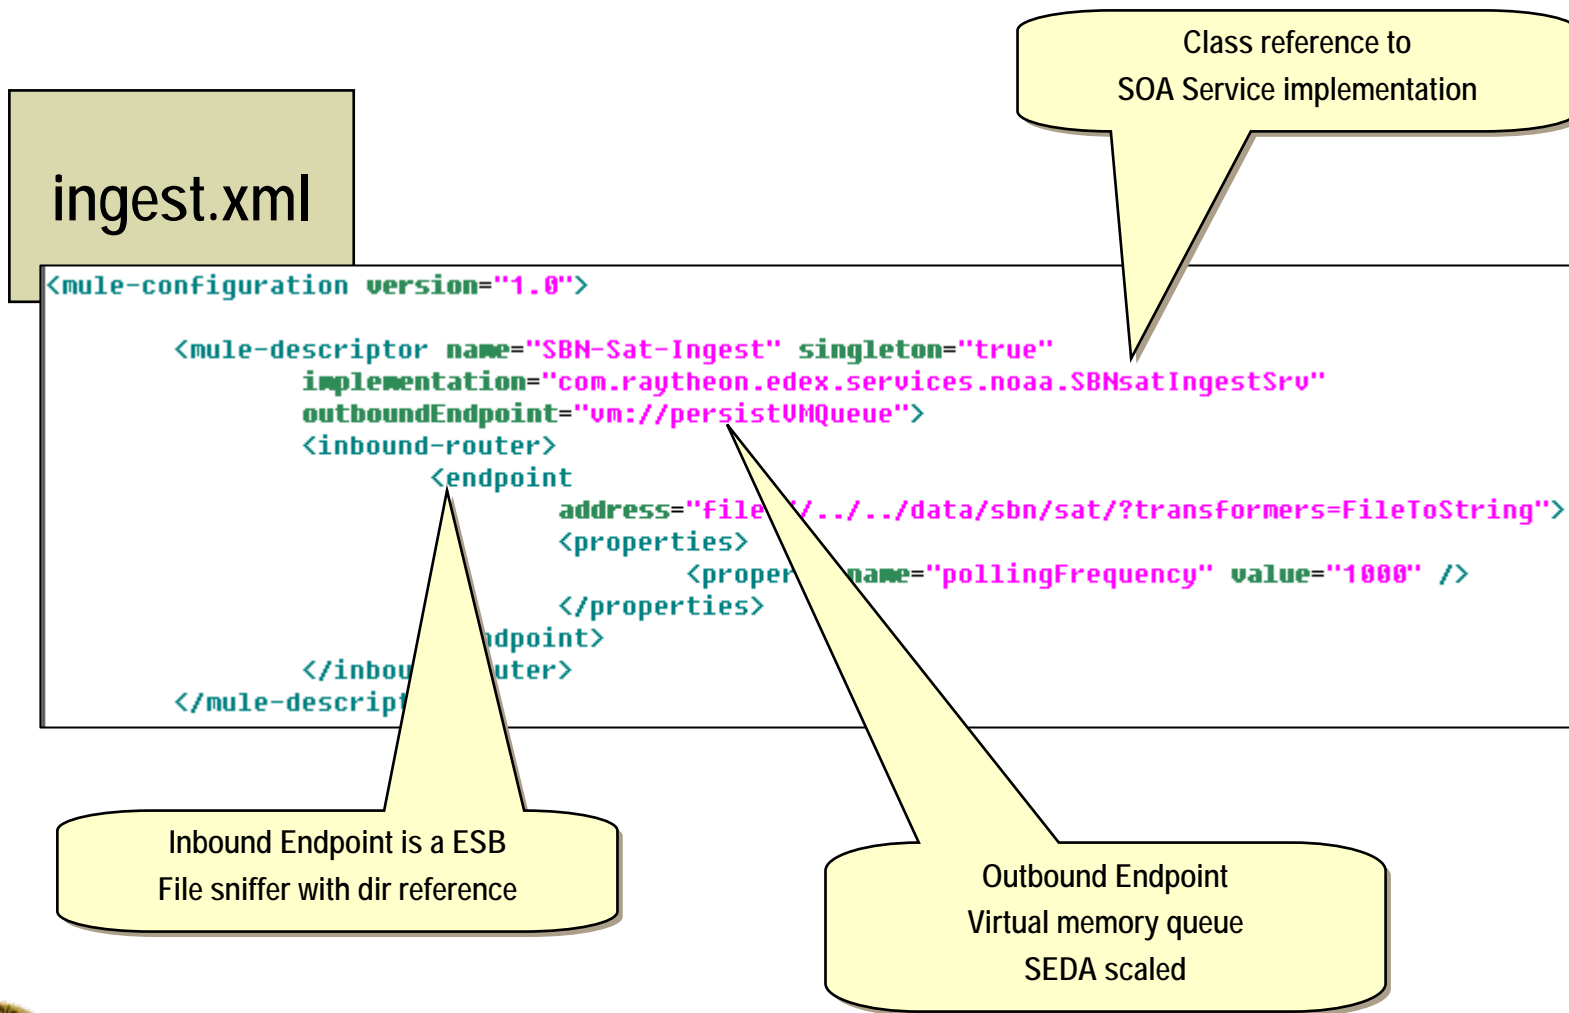 Class reference to
SOA Service implementation
ingest.xml
<mule-configuration version="1.0">
<mule-descriptor name="SBN-Sat-Ingest" singleton="true"
implementation="com.raytheon.edex.services.noaa.SBNsatIngestSrv"
outboundEndpoint="vm://persistVMQueue">
<inbound-router>
<endpoint
address="file /../../data/sbn/sat/?transformers=FileToString">
<properties>
<proper name="pollingFrequency" value="1000" />
</properties>
dpoint>
</inbou uter>
</mule-descript
Inbound Endpoint is a ESB
File sniffer with dir reference
Outbound Endpoint
Virtual memory queue
SEDA scaled